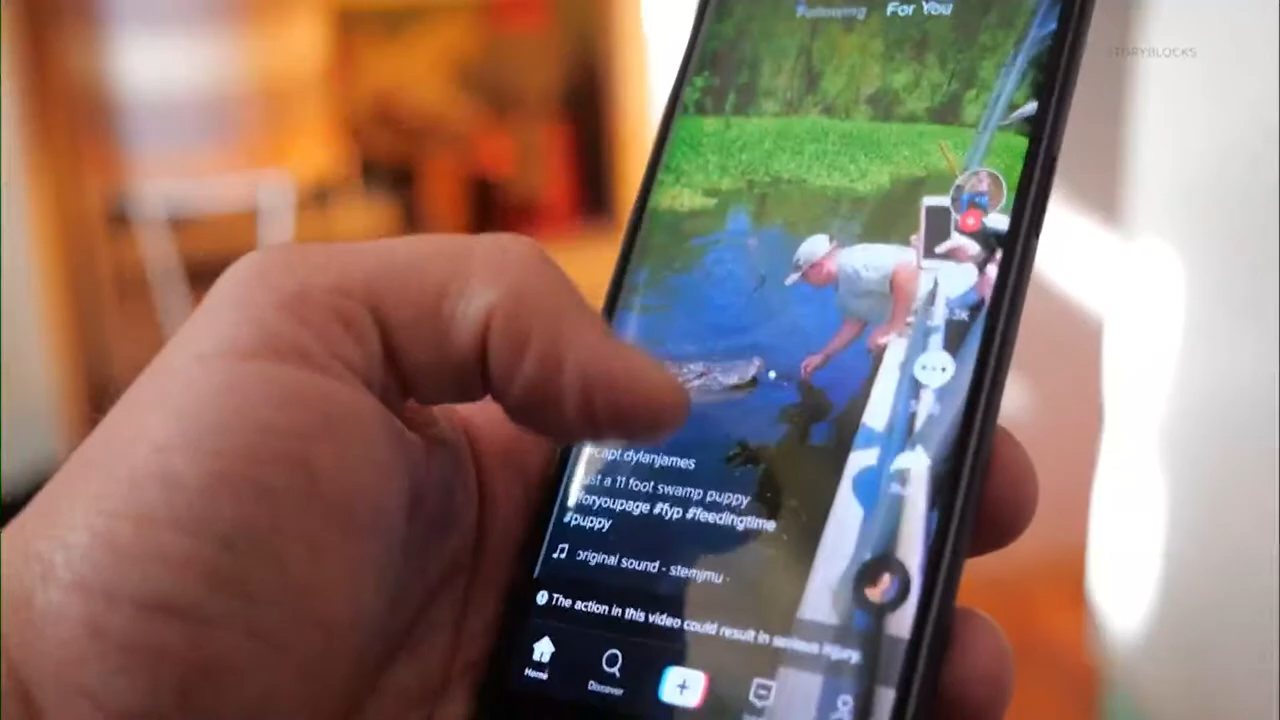 Following For You
STORYBLOCKS
capt dylanjames
Just a 11 foot swamp puppy
#foryoupage #fyp #feedingtime
#puppy
original sound - stemjmu
The action in this video could result in serious injury.
Home
Discover